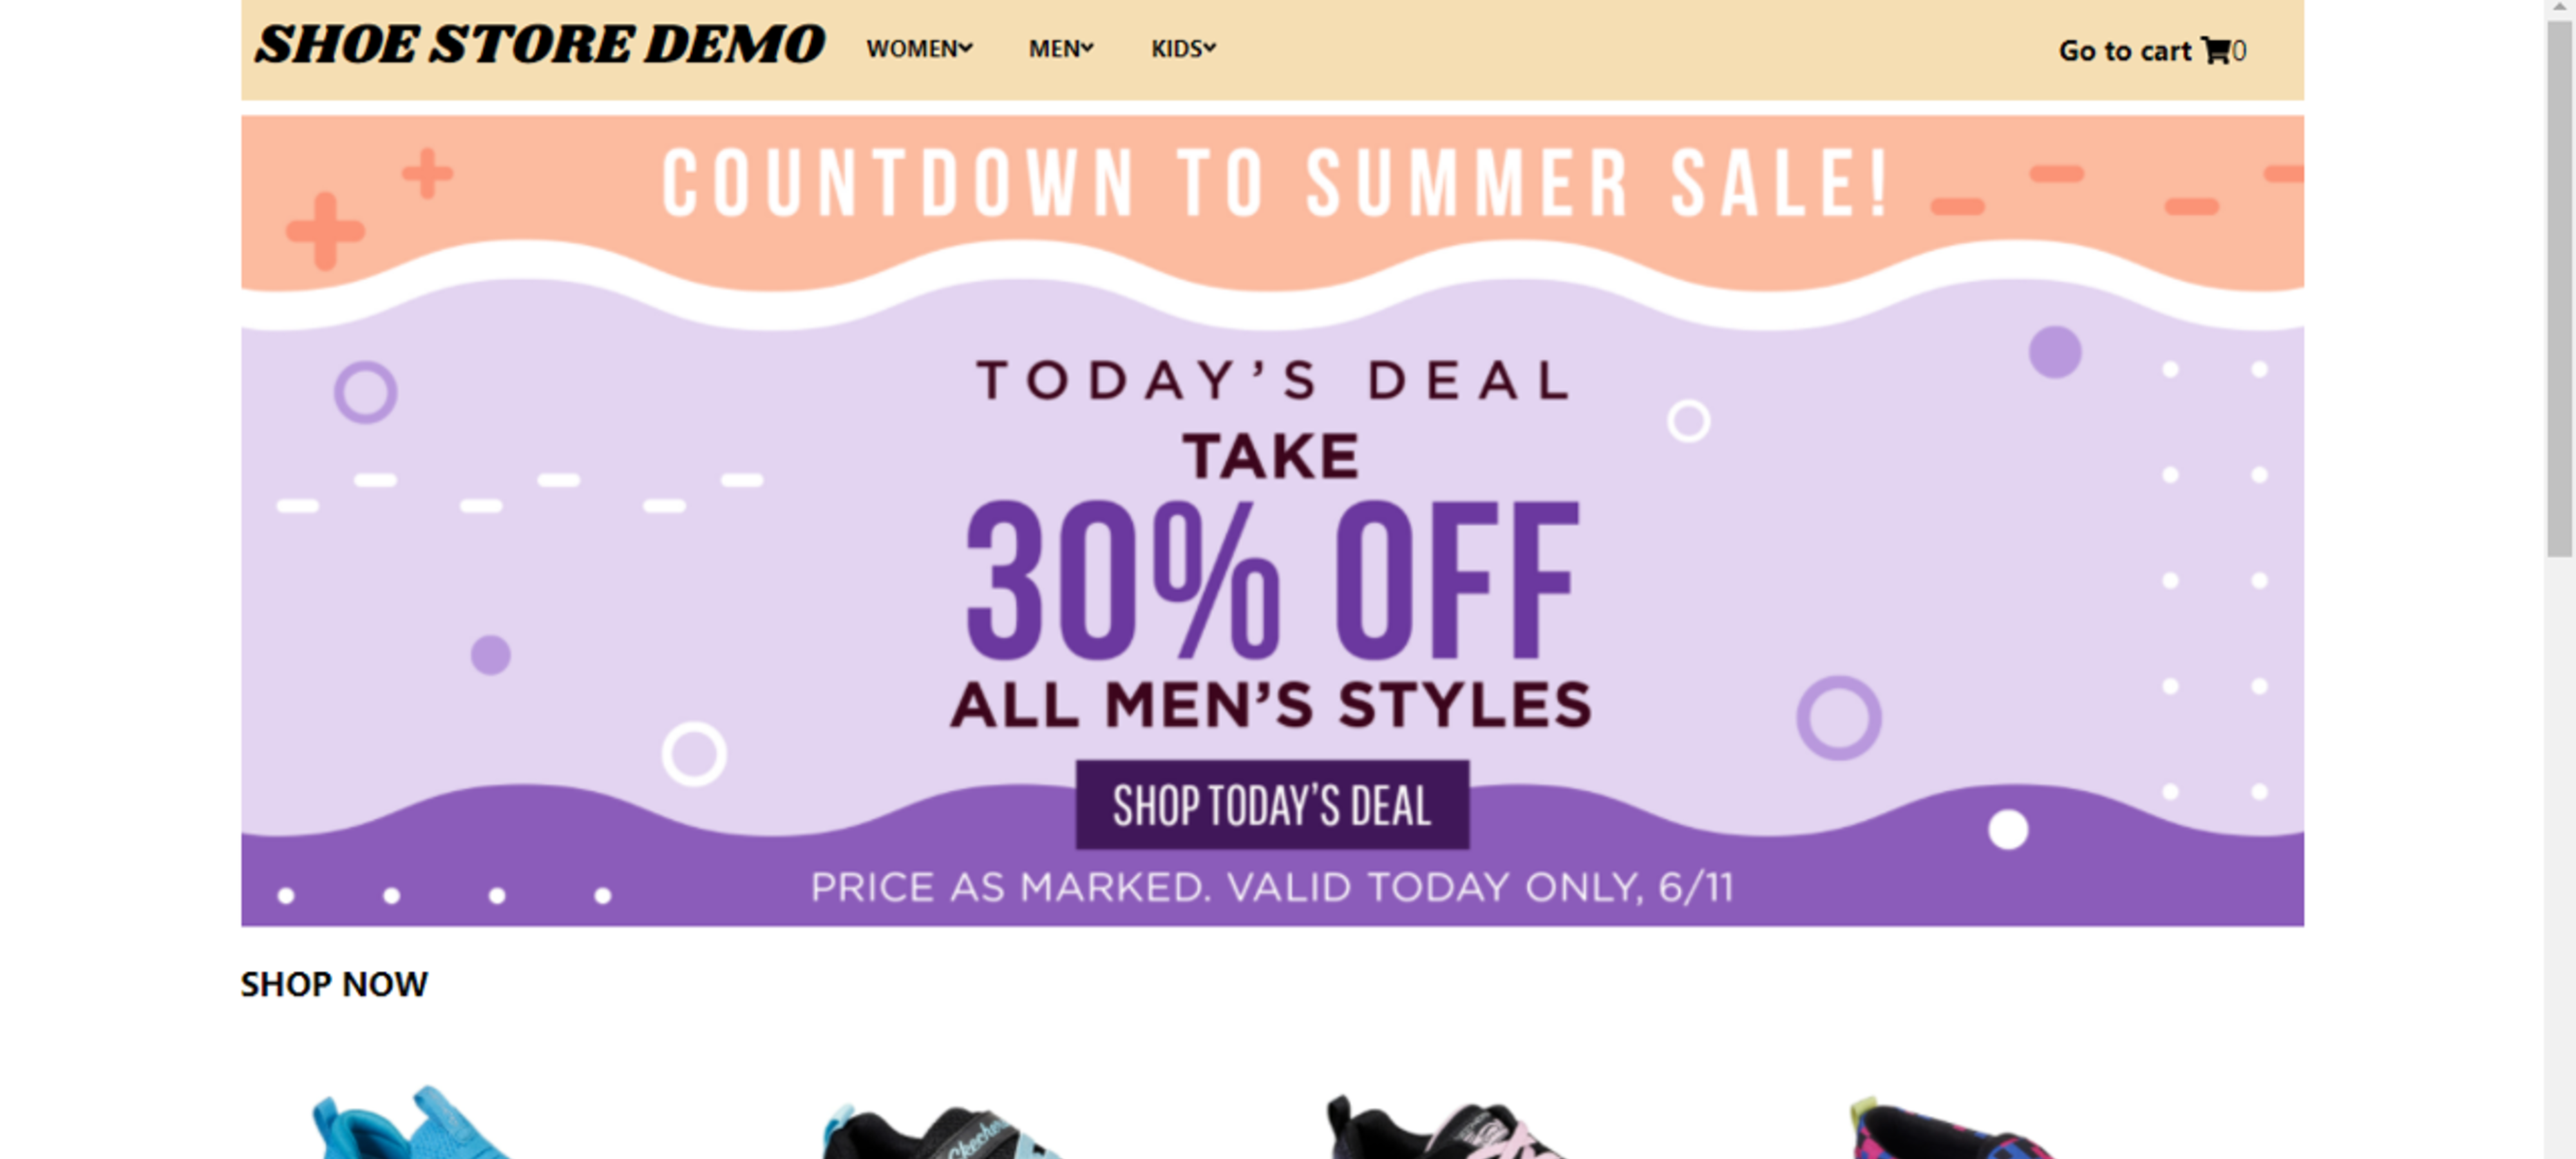 SHOE STORE DEMO WOMEN MEN KIDS Go to cart 0
COUNTDOWN TO SUMMER SALE!
TODAY'S DEAL
TAKE
30% OFF
ALL MEN'S STYLES
SHOP TODAY'S DEAL
PRICE AS MARKED. VALID TODAY ONLY, 6/11
SHOP NOW
Skechers